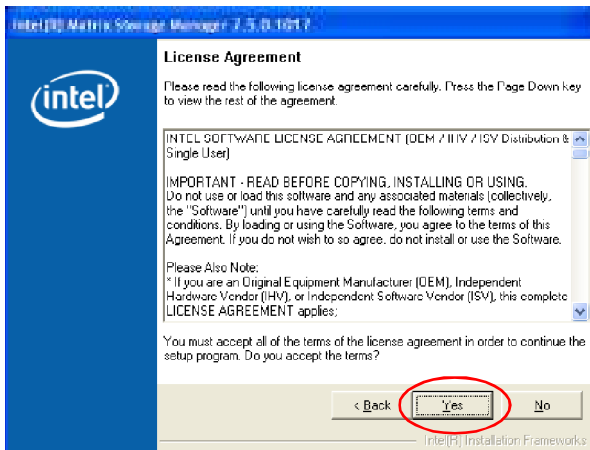 Intel(R) Matrix Storage Manager 7.5.0.1017
intel
License Agreement
Please read the following license agreement carefully. Press the Page Down key
to view the rest of the agreement.
INTEL SOFTWARE LICENSE AGREEMENT (OEM / IHV / ISV Distribution &
Single User)
IMPORTANT - READ BEFORE COPYING, INSTALLING OR USING.
Do not use or load this software and any associated materials (collectively,
the "Software") until you have carefully read the following terms and
conditions. By loading or using the Software, you agree to the terms of this
Agreement. If you do not wish to so agree, do not install or use the Software.
Please Also Note:
* If you are an Original Equipment Manufacturer (OEM), Independent
Hardware Vendor (IHV), or Independent Software Vendor (ISV), this complete
LICENSE AGREEMENT applies;
You must accept all of the terms of the license agreement in order to continue the
setup program. Do you accept the terms?
< Back
Yes
No
Intel(R) Installation Frameworks